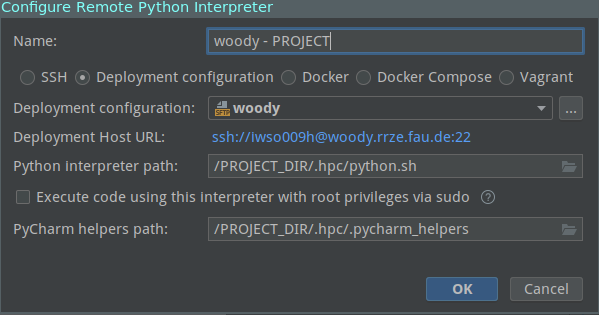 Configure Remote Python Interpreter
Name: woody - PROJECT
SSH Deployment configuration Docker Docker Compose Vagrant
Deployment configuration: SFTP woody ...
Deployment Host URL: ssh://iwso009h@woody.rrze.fau.de:22
Python interpreter path: /PROJECT_DIR/.hpc/python.sh
Execute code using this interpreter with root privileges via sudo ?
PyCharm helpers path: /PROJECT_DIR/.hpc/.pycharm_helpers
OK Cancel